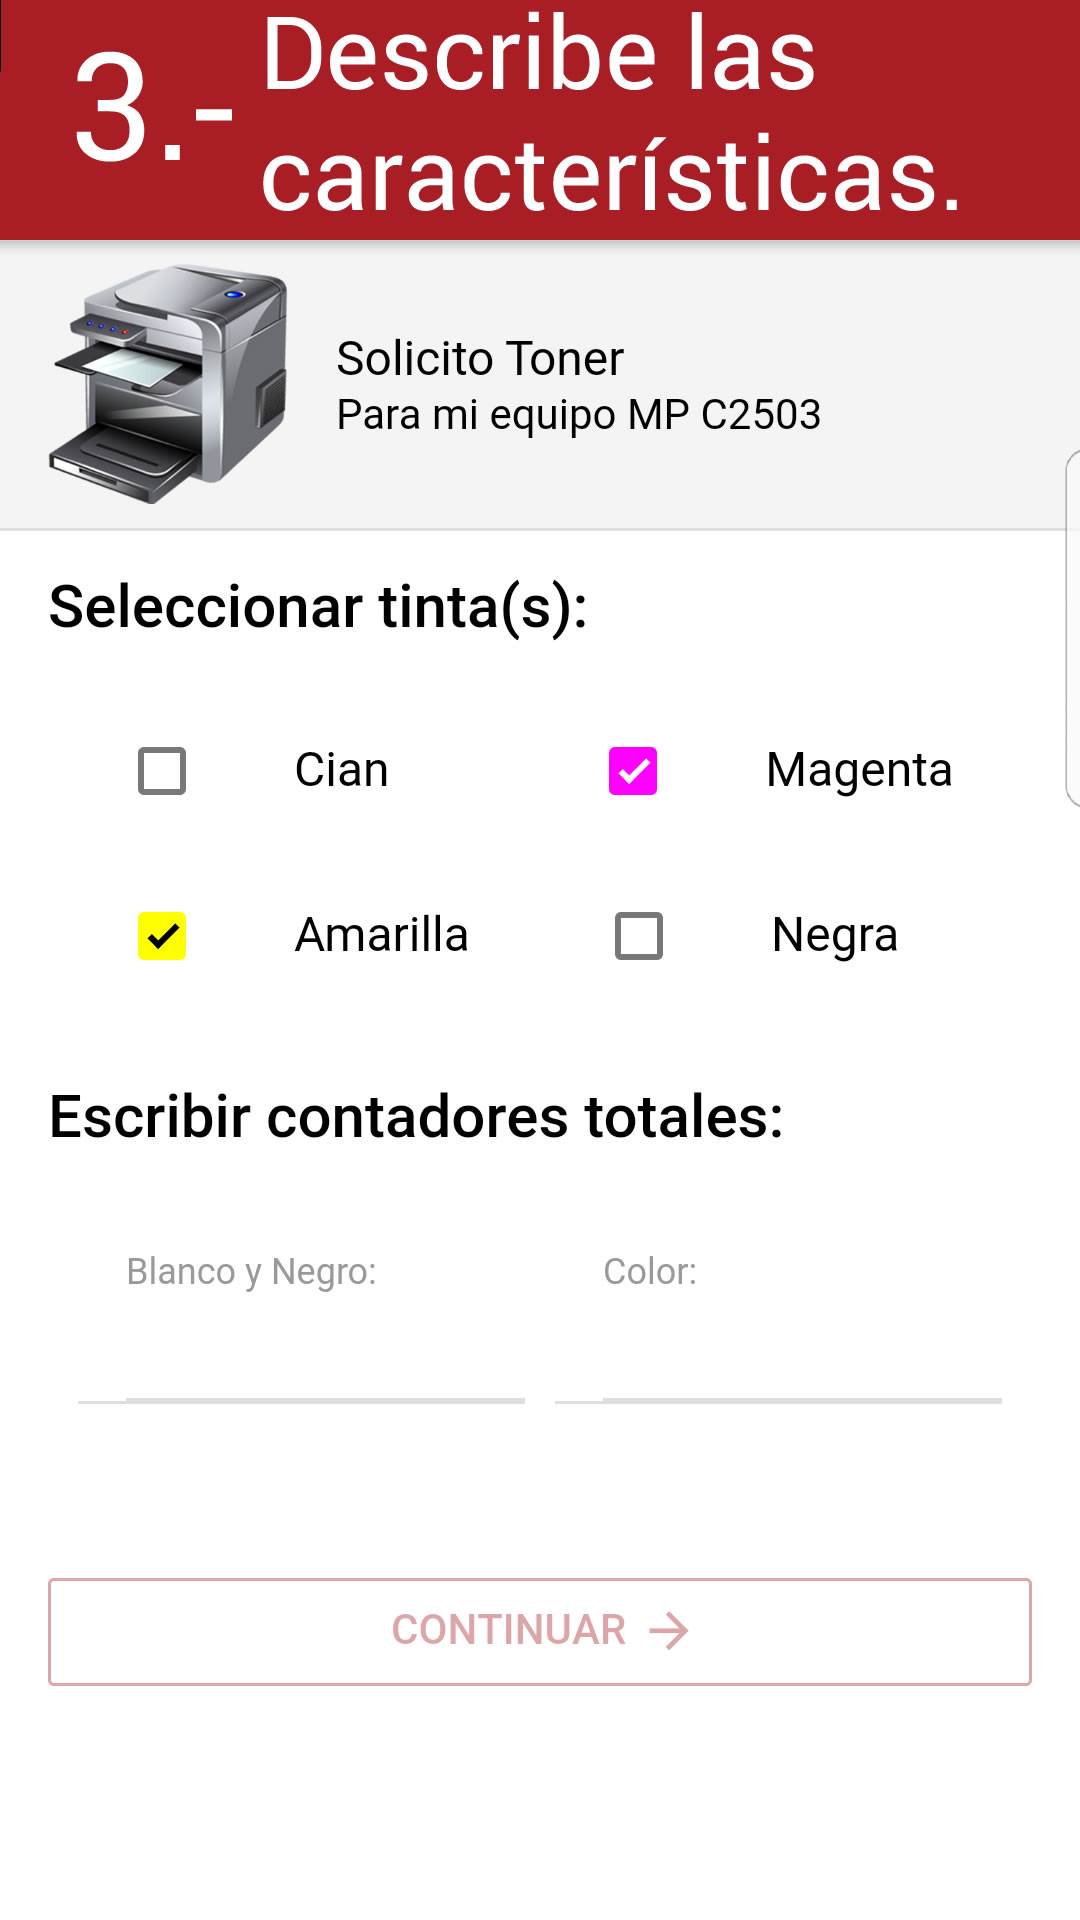 3.- Describe las
características.
Solicito Toner
Para mi equipo MP C2503
Seleccionar tinta(s):
Cian Magenta
Amarilla Negra
Escribir contadores totales:
Blanco y Negro: Color:
CONTINUAR →